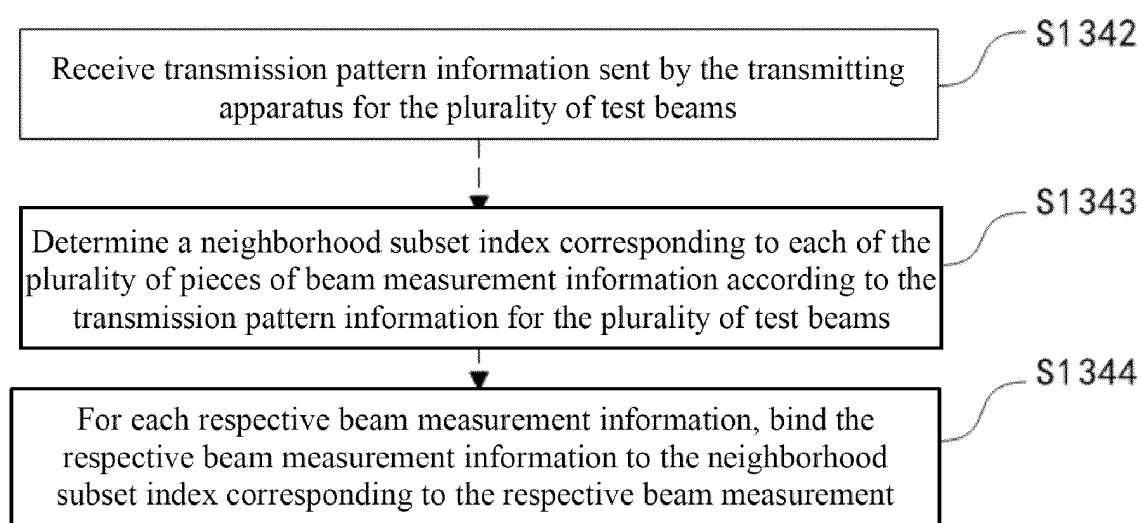 S1342
Receive transmission pattern information sent by the transmitting
apparatus for the plurality of test beams
S1343
Determine a neighborhood subset index corresponding to each of the
plurality of pieces of beam measurement information according to the
transmission pattern information for the plurality of test beams
S1344
For each respective beam measurement information, bind the
respective beam measurement information to the neighborhood
subset index corresponding to the respective beam measurement